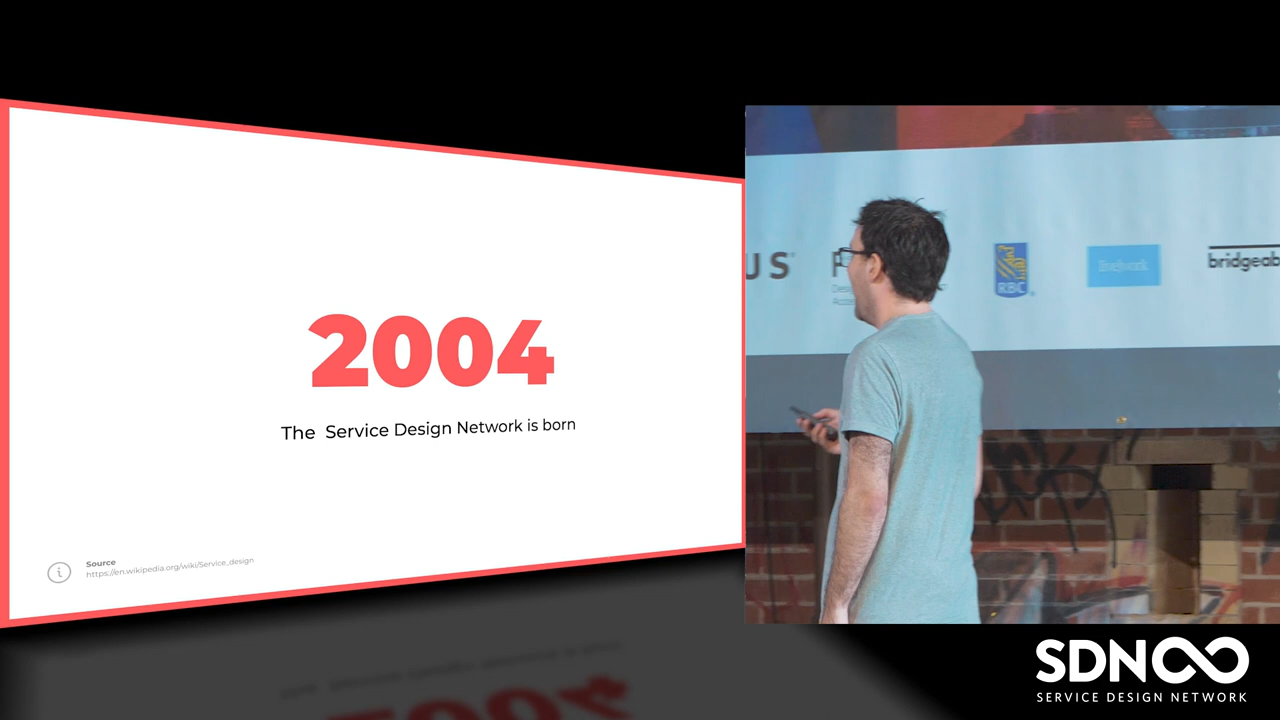 2004
The Service Design Network is born
Source
https://en.wikipedia.org/wiki/Service_design
US
RBC
bridgeab
SDN
SERVICE DESIGN NETWORK